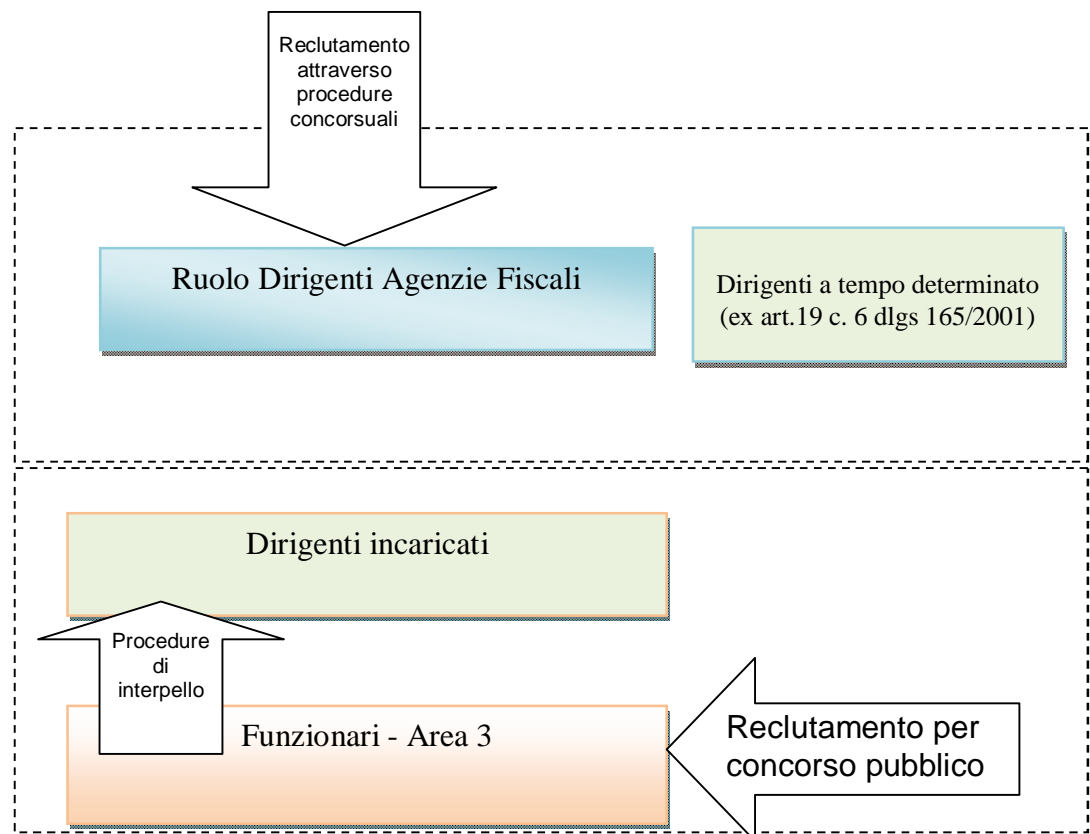 Reclutamento
attraverso
procedure
concorsuali
Ruolo Dirigenti Agenzie Fiscali
Dirigenti a tempo determinato
(ex art.19 c. 6 dlgs 165/2001)
Dirigenti incaricati
Procedure
di
interpello
Funzionari - Area 3
Reclutamento per
concorso pubblico